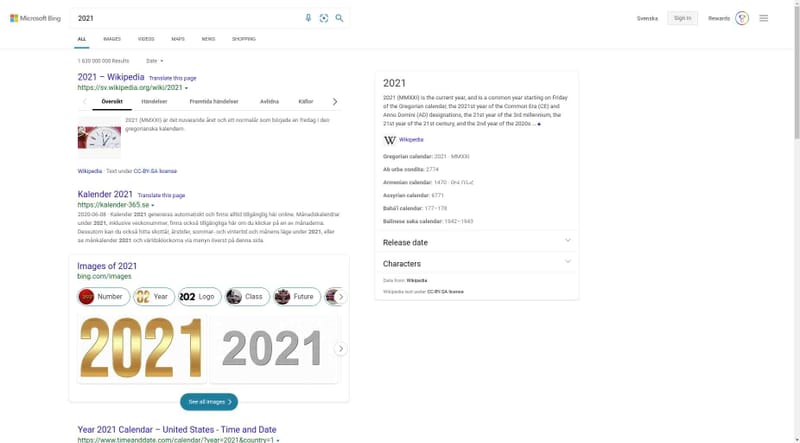 Microsoft Bing
2021
Svenska
Sign in
Rewards
ALL
IMAGES
VIDEOS
MAPS
NEWS
SHOPPING
1 630 000 000 Results
Date
2021 – Wikipedia Translate this page
https://sv.wikipedia.org/wiki/2021
Översikt
Händelser
Framtida händelser
Avlidna
Källor
2021 (MMXXI) är det nuvarande året och ett normalår som började en fredag i den
gregorianska kalendern.
Wikipedia · Text under CC-BY-SA license
Kalender 2021 Translate this page
https://kalender-365.se
2020-06-08 · Kalender 2021 genereras automatiskt och finns alltid tillgänglig här online. Månadskalendrar
under 2021, inklusive veckonummer, finns också tillgängliga här om du klickar på en av månaderna.
Dessutom kan du också hitta skottår, årstider, sommar- och vintertid och månens läge under 2021, eller
se månkalender 2021 och världsklockorna via menyn överst på denna sida.
Images of 2021
bing.com/images
Number
Year
2021 Logo
Class
Future
2021
2021
See all images
Year 2021 Calendar – United States - Time and Date
https://www.timeanddate.com/calendar/?year=2021&country=1
2021
2021 (MMXXI) is the current year, and is a common year starting on Friday
of the Gregorian calendar, the 2021st year of the Common Era (CE) and
Anno Domini (AD) designations, the 21st year of the 3rd millennium, the
21st year of the 21st century, and the 2nd year of the 2020s ...
Wikipedia
Gregorian calendar: 2021 · MMXXI
Ab urbe condita: 2774
Armenian calendar: 1470 ·
Assyrian calendar: 6771
Bahá'í calendar: 177–178
Balinese saka calendar: 1942–1943
Release date
Characters
Data from: Wikipedia
Wikipedia text under CC-BY-SA license